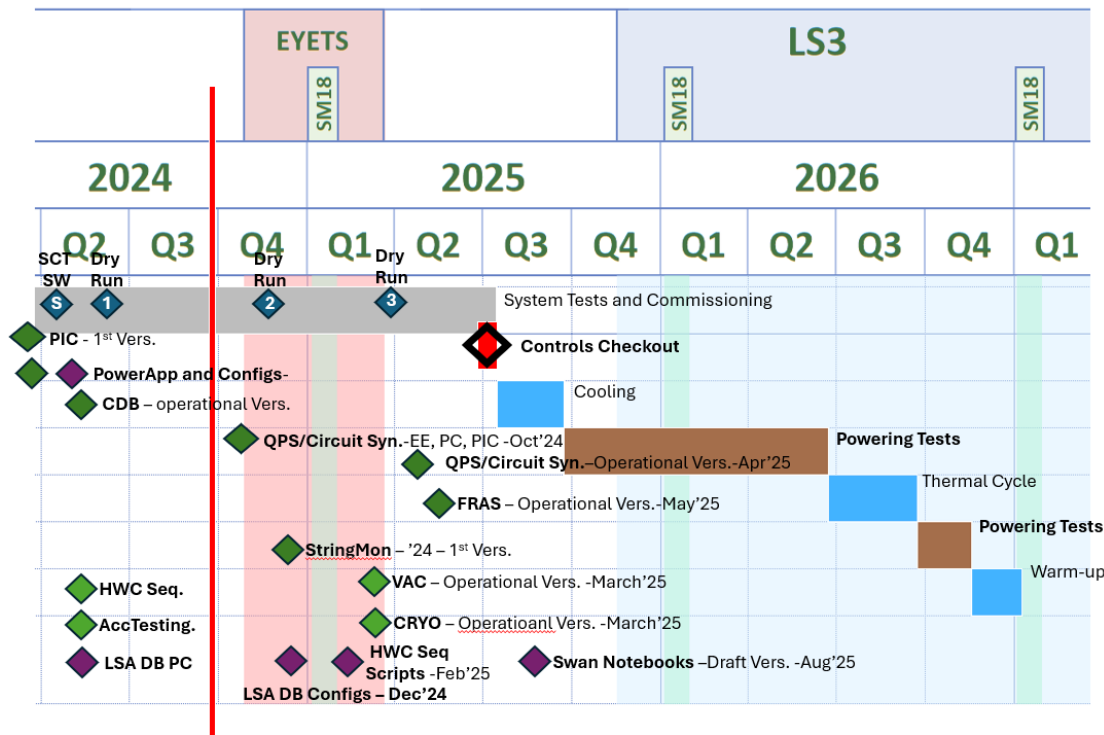 EYETS
LS3
SM18
SM18
SM18
2024
2025
2026
Q2
Q3
Q4
Q1
Q2
Q3
Q4
Q1
Q2
Q3
Q4
Q1
SCT
SW
Dry
Run
Dry
Run
Dry
Run
S
1
2
3
System Tests and Commissioning
PIC - 1st Vers.
Controls Checkout
PowerApp and Configs-
Cooling
CDB – operational Vers.
QPS/Circuit Syn.-EE, PC, PIC -Oct'24
Powering Tests
QPS/Circuit Syn.–Operational Vers.-Apr'25
Thermal Cycle
FRAS – Operational Vers.-May'25
Powering Tests
StringMon – '24 – 1st Vers.
Warm-up
HWC Seq.
VAC – Operational Vers. -March'25
AccTesting.
CRYO – Operatioanl Vers. -March'25
LSA DB PC
HWC Seq
Scripts -Feb'25
Swan Notebooks –Draft Vers. -Aug'25
LSA DB Configs – Dec'24